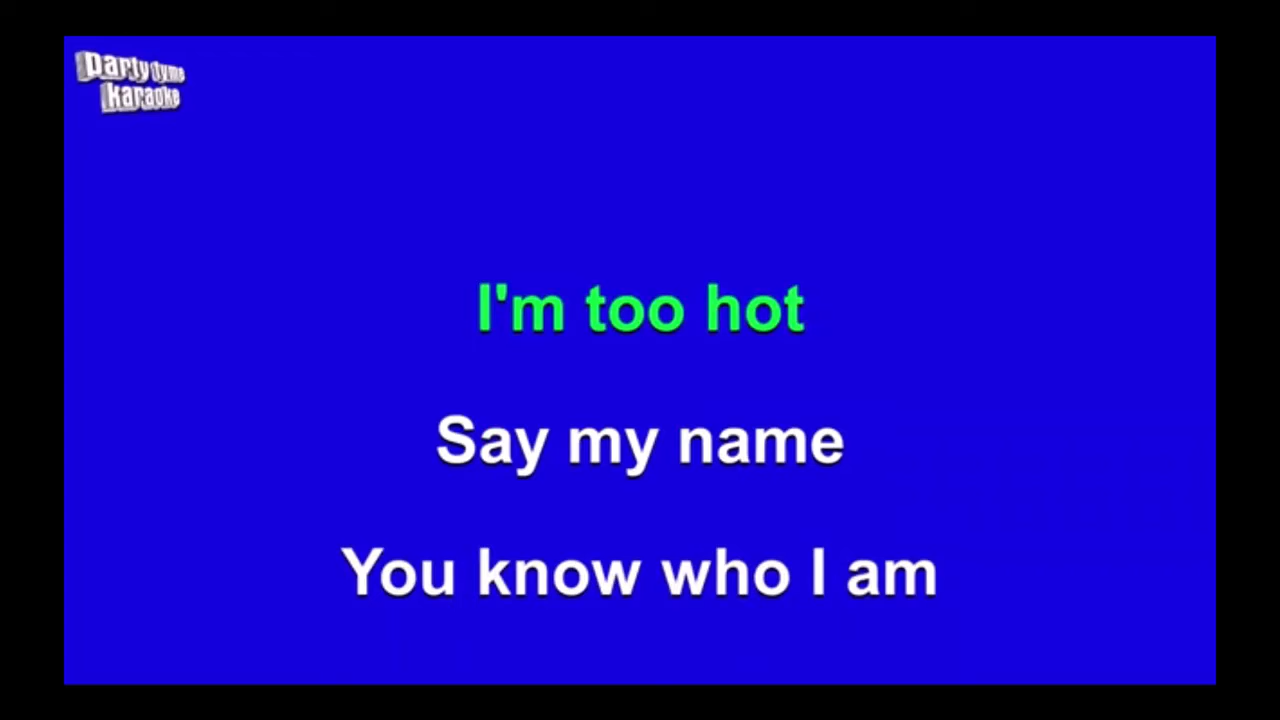 party tyme
karaoke
I'm too hot
Say my name
You know who I am